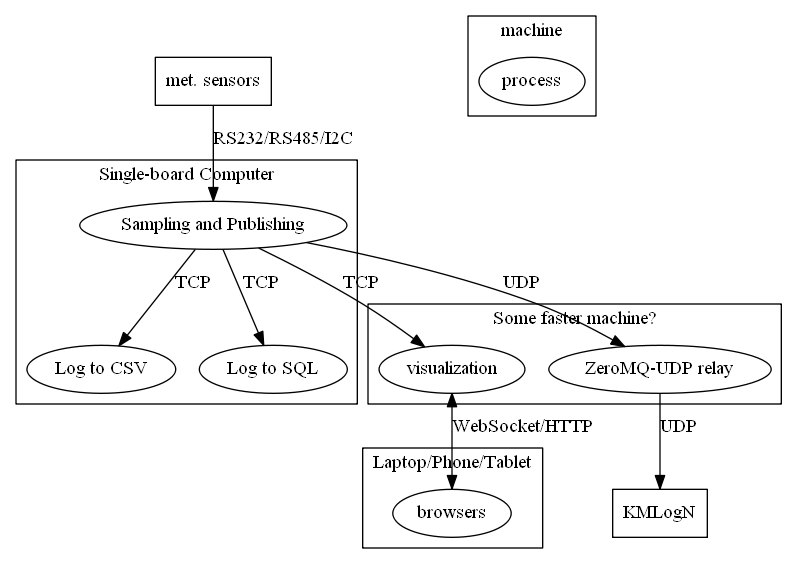 machine
met. sensors
process
RS232/RS485/I2C
Single-board Computer
Sampling and Publishing
TCP
TCP
TCP
UDP
Some faster machine?
Log to CSV
Log to SQL
visualization
ZeroMQ-UDP relay
WebSocket/HTTP
UDP
Laptop/Phone/Tablet
browsers
KMLogN